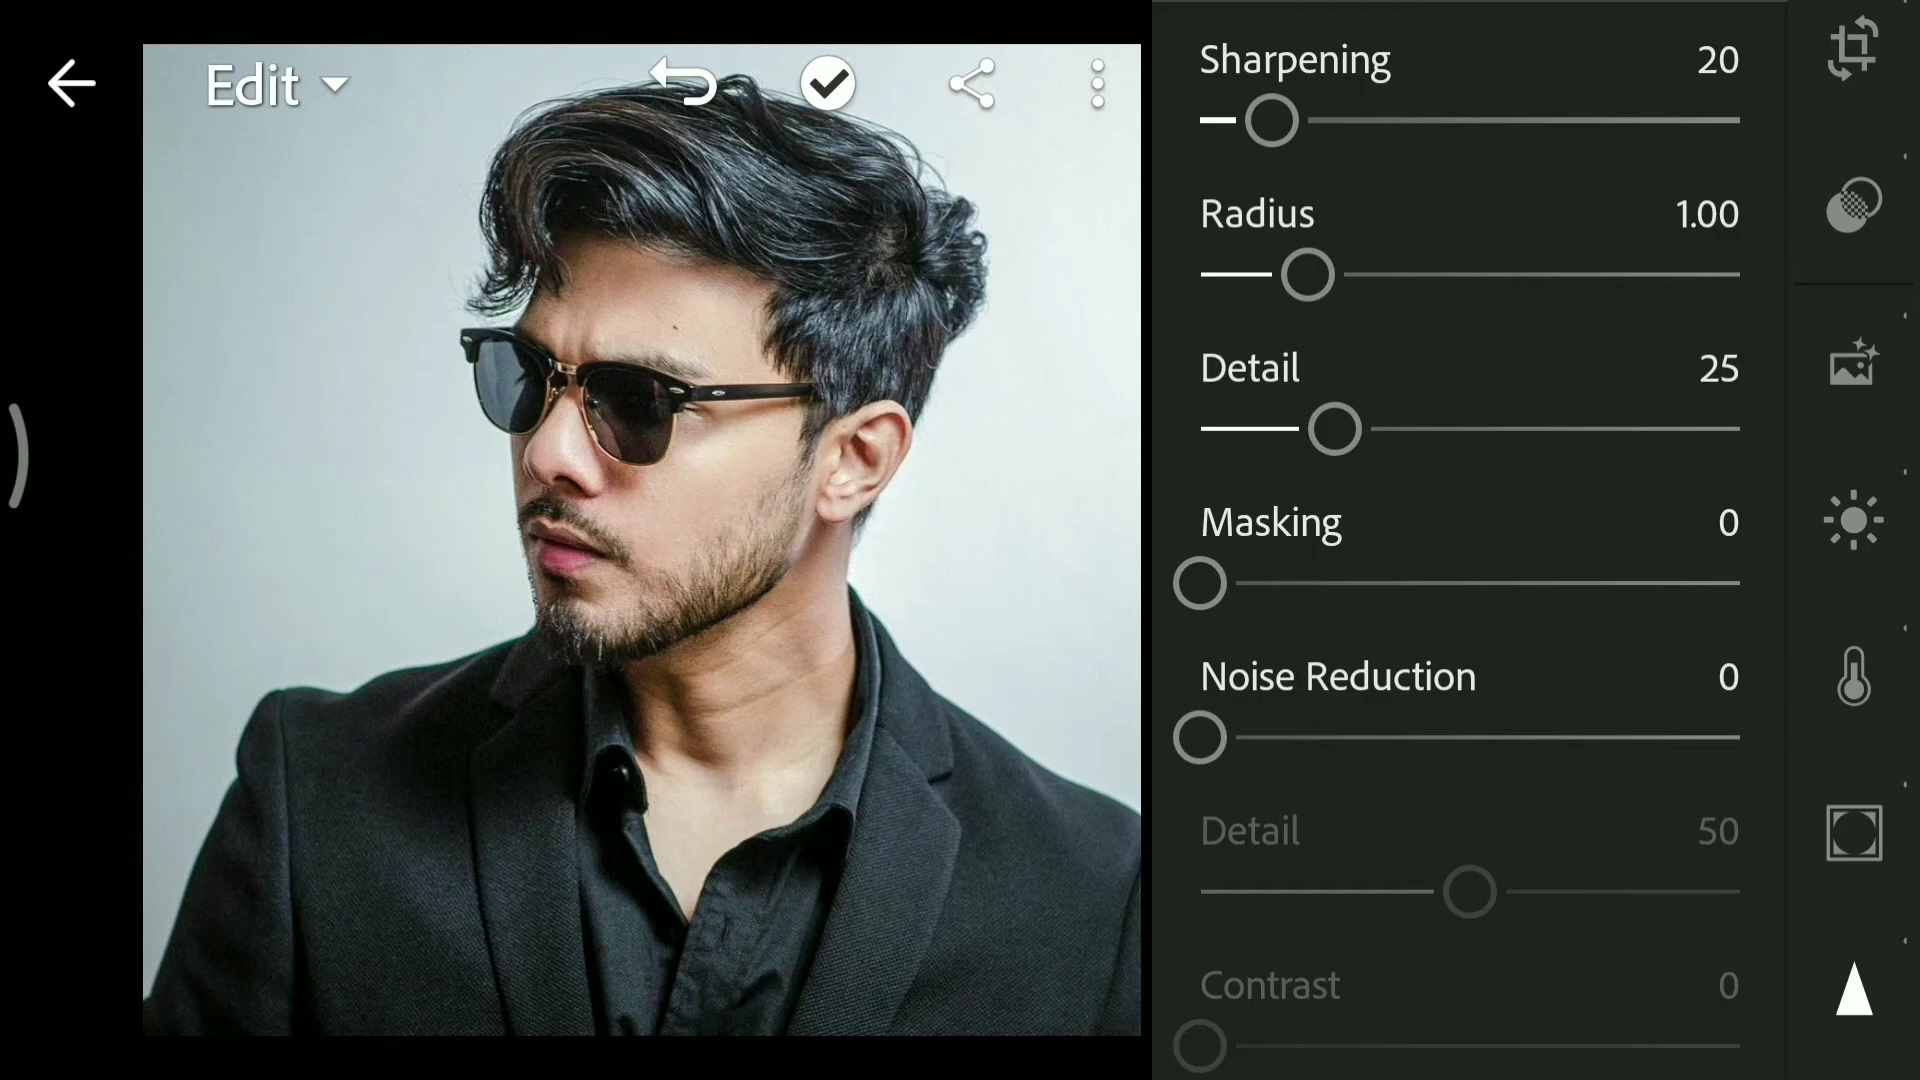 Edit
Sharpening 20
Radius 1.00
Detail 25
Masking 0
Noise Reduction 0
Detail 50
Contrast 0